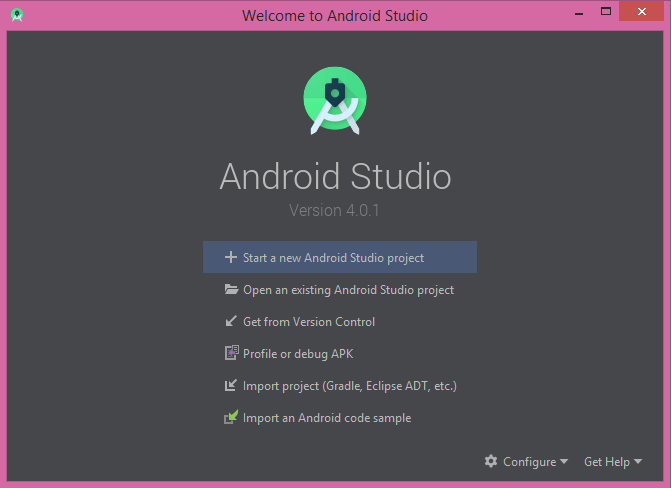 Welcome to Android Studio
Android Studio
Version 4.0.1
Start a new Android Studio project
Open an existing Android Studio project
Get from Version Control
Profile or debug APK
Import project (Gradle, Eclipse ADT, etc.)
Import an Android code sample
Configure Get Help